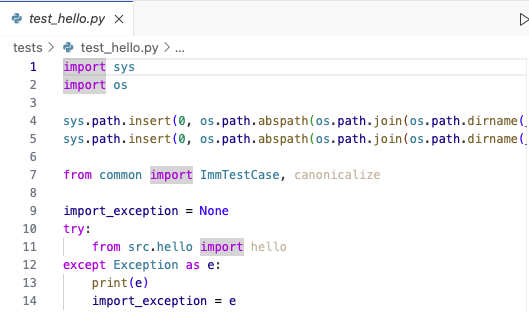 test_hello.py ×
tests > test_hello.py > ...
1 import sys
2 import os
3
4 sys.path.insert(0, os.path.abspath(os.path.join(os.path.dirname(
5 sys.path.insert(0, os.path.abspath(os.path.join(os.path.dirname(
6
7 from common import ImmTestCase, canonicalize
8
9 import_exception = None
10 try:
11 from src.hello import hello
12 except Exception as e:
13 print(e)
14 import_exception = e